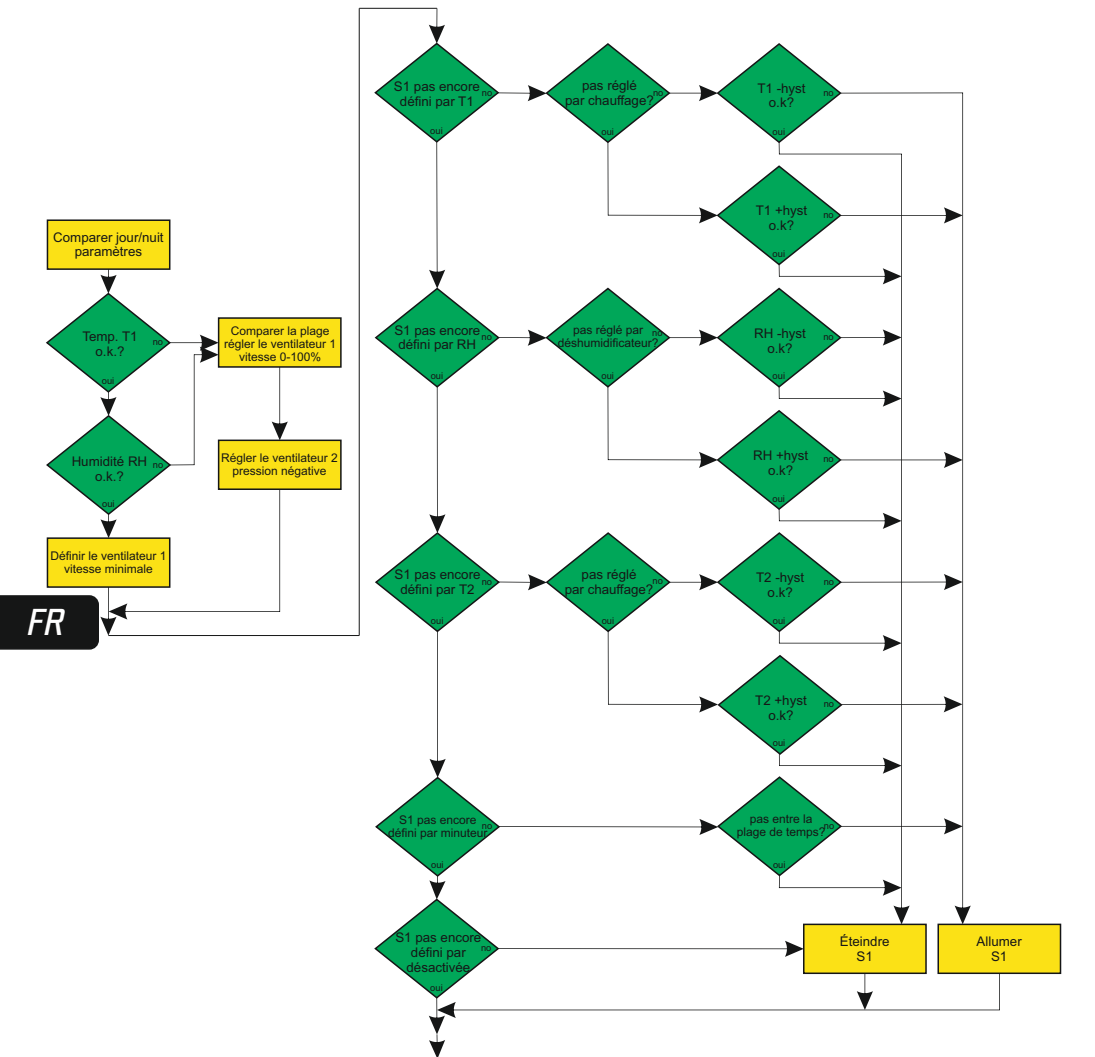 Comparer jour/nuit
paramètres
Temp. T1
o.k.?
no
oui
Humidité RH
o.k.?
no
oui
Définir le ventilateur 1
vitesse minimale
Comparer la plage
régler le ventilateur 1
vitesse 0-100%
Régler le ventilateur 2
pression négative
FR
S1 pas encore
défini par T1
no
oui
pas réglé
par chauffage?
no
oui
T1 -hyst
o.k?
no
oui
T1 +hyst
o.k?
no
oui
S1 pas encore
défini par RH
no
oui
pas réglé par
déshumidificateur?
no
oui
RH -hyst
o.k?
no
oui
RH +hyst
o.k?
no
oui
S1 pas encore
défini par T2
no
oui
pas réglé
par chauffage?
no
oui
T2 -hyst
o.k?
no
oui
T2 +hyst
o.k?
no
oui
S1 pas encore
défini par minuteur
no
oui
pas entre la
plage de temps?
no
oui
S1 pas encore
défini par
désactivée
no
oui
Éteindre
S1
Allumer
S1